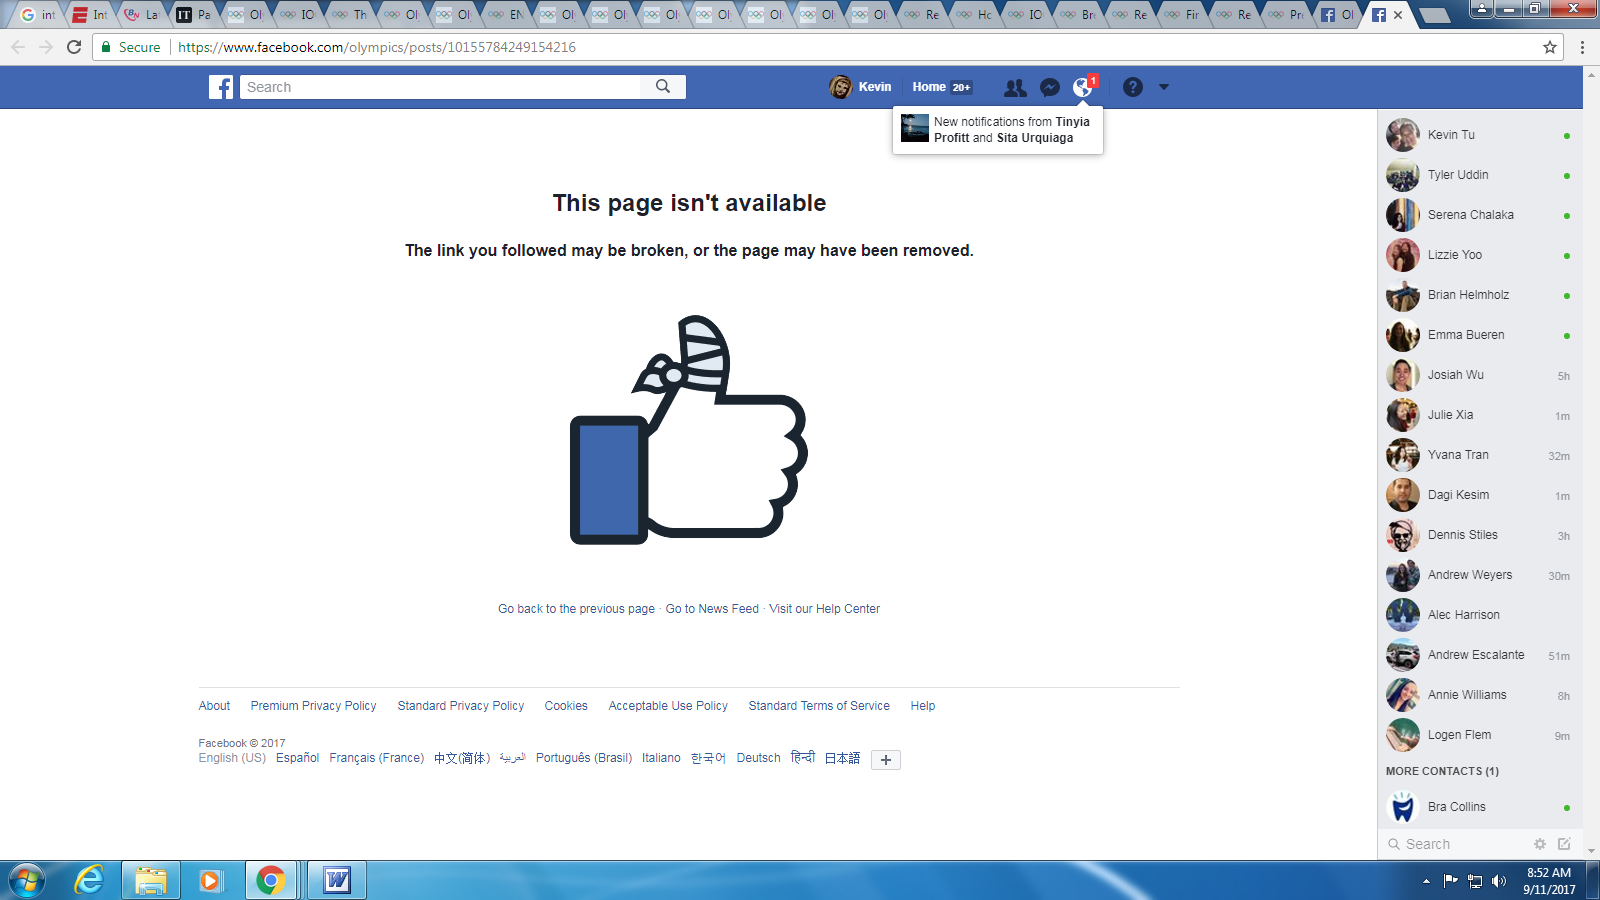 int
Int
La
Pa
Ol
IO
Th
Ol
Ol
EN
Ol
Ol
Ol
Ol
Ol
Ol
Ol
Re
Ho
IO
Bro
Re
Fir
Re
Pr
Ol
Secure https://www.facebook.com/olympics/posts/10155784249154216
Search
Kevin Home 20+ 1
New notifications from Tinyia
Profitt and Sita Urquiaga
This page isn't available
The link you followed may be broken, or the page may have been removed.
Go back to the previous page · Go to News Feed · Visit our Help Center
About Premium Privacy Policy Standard Privacy Policy Cookies Acceptable Use Policy Standard Terms of Service Help
Facebook © 2017
English (US) Español Français (France) 中文(简体) العربية Português (Brasil) Italiano 한국어 Deutsch हिन्दी 日本語
Kevin Tu
Tyler Uddin
Serena Chalaka
Lizzie Yoo
Brian Helmholz
Emma Bueren
Josiah Wu 5h
Julie Xia 1m
Yvana Tran 32m
Dagi Kesim 1m
Dennis Stiles 3h
Andrew Weyers 30m
Alec Harrison
Andrew Escalante 51m
Annie Williams 8h
Logen Flem 9m
MORE CONTACTS (1)
Bra Collins
Search
8:52 AM
9/11/2017